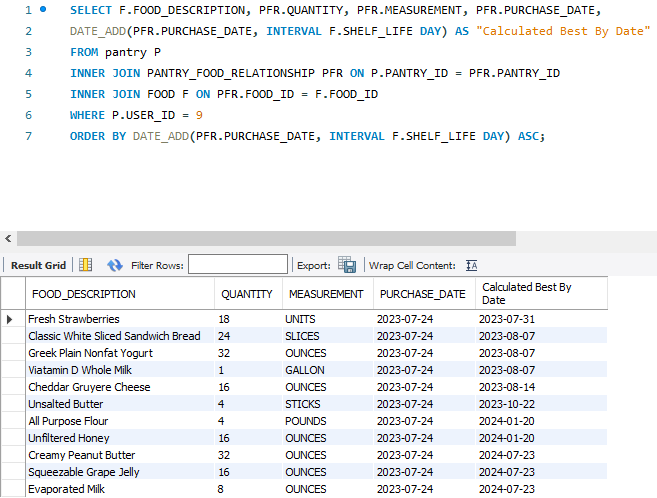 1 SELECT F.FOOD_DESCRIPTION, PFR.QUANTITY, PFR.MEASUREMENT, PFR.PURCHASE_DATE,
2 DATE_ADD(PFR.PURCHASE_DATE, INTERVAL F.SHELF_LIFE DAY) AS "Calculated Best By Date"
3 FROM pantry P
4 INNER JOIN PANTRY_FOOD_RELATIONSHIP PFR ON P.PANTRY_ID = PFR.PANTRY_ID
5 INNER JOIN FOOD F ON PFR.FOOD_ID = F.FOOD_ID
6 WHERE P.USER_ID = 9
7 ORDER BY DATE_ADD(PFR.PURCHASE_DATE, INTERVAL F.SHELF_LIFE DAY) ASC;
Result Grid Filter Rows: Export: Wrap Cell Content: IA
FOOD_DESCRIPTION QUANTITY MEASUREMENT PURCHASE_DATE Calculated Best By
Date
Fresh Strawberries 18 UNITS 2023-07-24 2023-07-31
Classic White Sliced Sandwich Bread 24 SLICES 2023-07-24 2023-08-07
Greek Plain Nonfat Yogurt 32 OUNCES 2023-07-24 2023-08-07
Viatamin D Whole Milk 1 GALLON 2023-07-24 2023-08-07
Cheddar Gruyere Cheese 16 OUNCES 2023-07-24 2023-08-14
Unsalted Butter 4 STICKS 2023-07-24 2023-10-22
All Purpose Flour 4 POUNDS 2023-07-24 2024-01-20
Unfiltered Honey 16 OUNCES 2023-07-24 2024-01-20
Creamy Peanut Butter 32 OUNCES 2023-07-24 2024-07-23
Squeezable Grape Jelly 16 OUNCES 2023-07-24 2024-07-23
Evaporated Milk 8 OUNCES 2023-07-24 2024-07-23